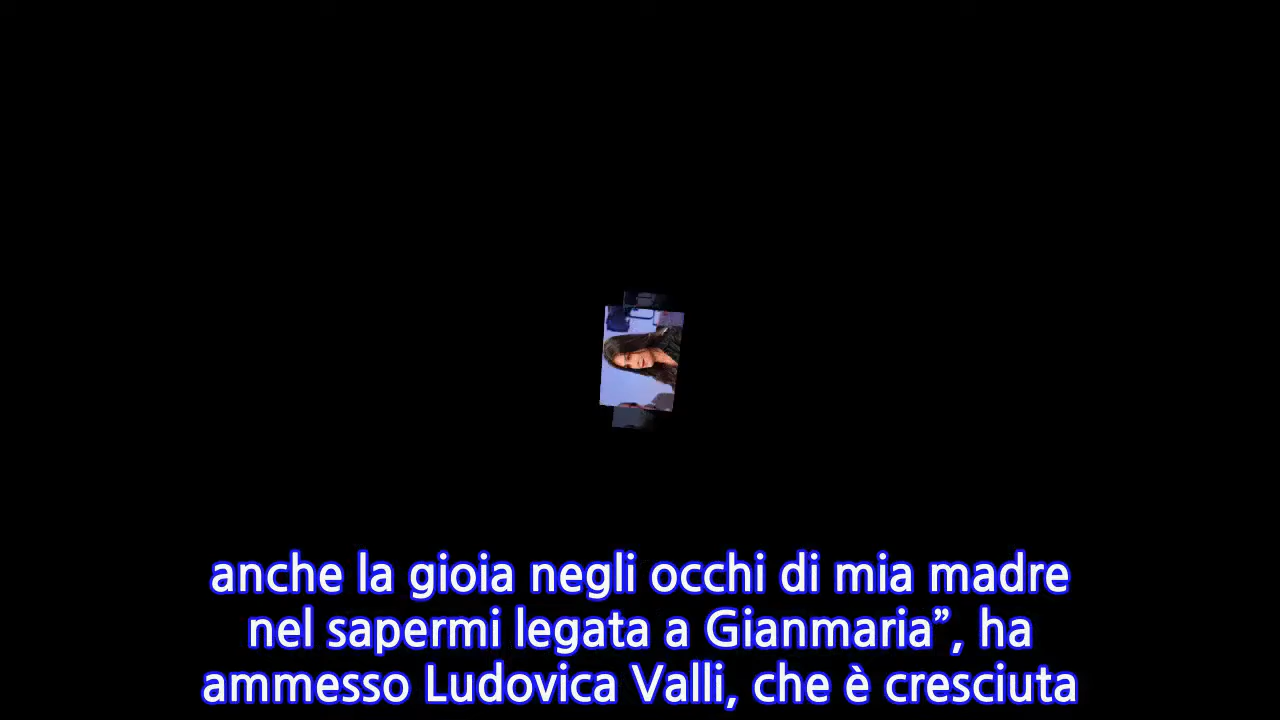 anche la gioia negli occhi di mia madre
nel sapermi legata a Gianmaria”, ha
ammesso Ludovica Valli, che è cresciuta